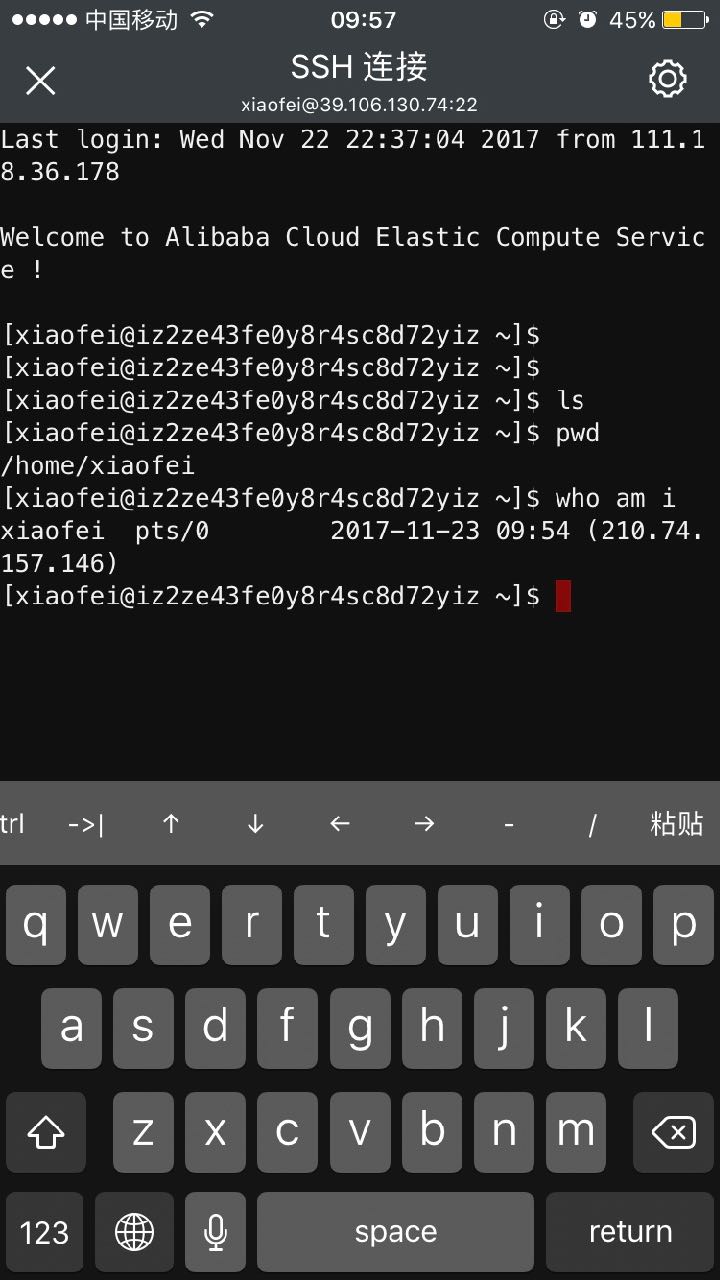 中国移动 09:57 45%
SSH 连接
xiaofei@39.106.130.74:22
Last login: Wed Nov 22 22:37:04 2017 from 111.1
8.36.178
Welcome to Alibaba Cloud Elastic Compute Servic
e !
[xiaofei@iz2ze43fe0y8r4sc8d72yiz ~]$
[xiaofei@iz2ze43fe0y8r4sc8d72yiz ~]$
[xiaofei@iz2ze43fe0y8r4sc8d72yiz ~]$ ls
[xiaofei@iz2ze43fe0y8r4sc8d72yiz ~]$ pwd
/home/xiaofei
[xiaofei@iz2ze43fe0y8r4sc8d72yiz ~]$ who am i
xiaofei  pts/0        2017-11-23 09:54 (210.74.
157.146)
[xiaofei@iz2ze43fe0y8r4sc8d72yiz ~]$
trl ->| ↑ ↓ ← → - / 粘贴
q w e r t y u i o p
a s d f g h j k l
z x c v b n m
123 space return